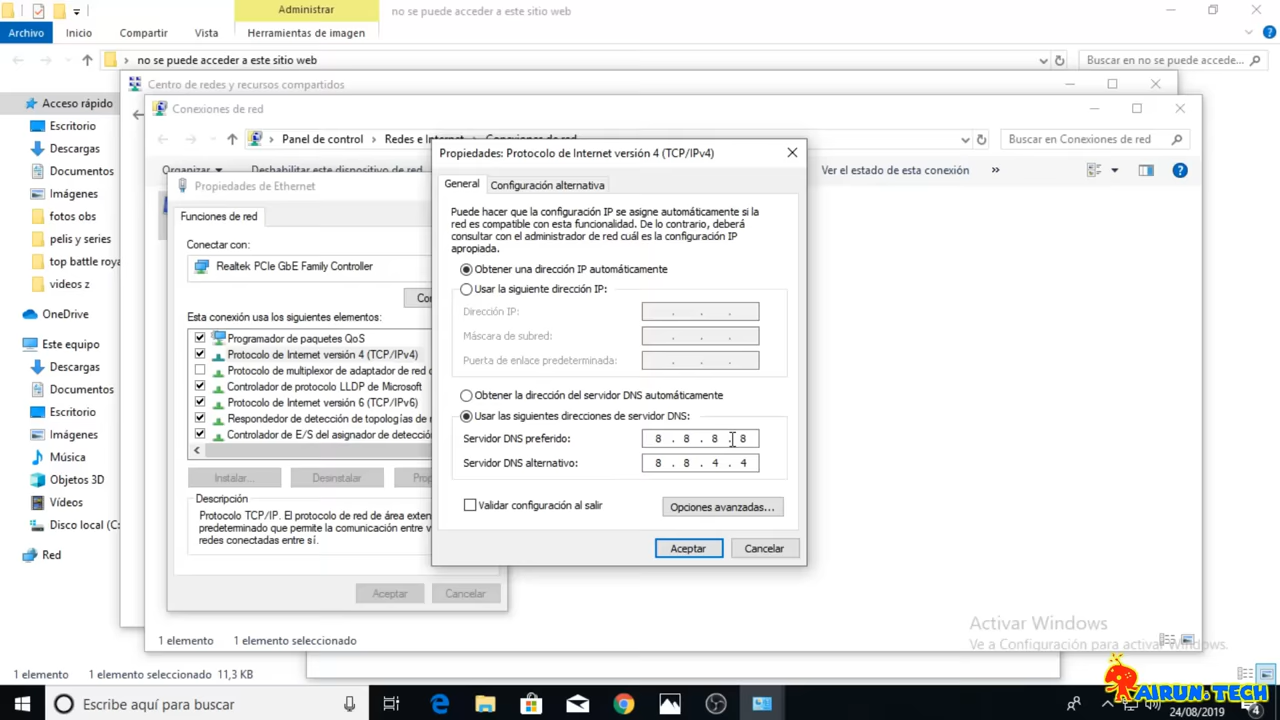 Administrar
no se puede acceder a este sitio web
Archivo
Inicio
Compartir
Vista
Herramientas de imagen
no se puede acceder a este sitio web
Buscar en no se puede accede...
Centro de redes y recursos compartidos
Conexiones de red
Panel de control
Redes e Internet
Conexiones de red
Buscar en Conexiones de red
Organizar
Deshabilitar este dispositivo de red
Ver el estado de esta conexión
»
Acceso rápido
Escritorio
Descargas
Documentos
Imágenes
fotos obs
pelis y series
top battle roya
videos z
OneDrive
Este equipo
Descargas
Documentos
Escritorio
Imágenes
Música
Objetos 3D
Vídeos
Disco local (C:
Red
Propiedades de Ethernet
Funciones de red
Conectar con:
Realtek PCIe GbE Family Controller
Esta conexión usa los siguientes elementos:
Programador de paquetes QoS
Protocolo de Internet versión 4 (TCP/IPv4)
Protocolo de multiplexor de adaptador de red
Controlador de protocolo LLDP de Microsoft
Protocolo de Internet versión 6 (TCP/IPv6)
Respondedor de detección de topologías de
Controlador de E/S del asignador de detecció
Instalar...
Desinstalar
Descripción
Protocolo TCP/IP. El protocolo de red de área exten
predeterminado que permite la comunicación entre v
redes conectadas entre sí.
Aceptar
Cancelar
Propiedades: Protocolo de Internet versión 4 (TCP/IPv4)
General
Configuración alternativa
Puede hacer que la configuración IP se asigne automáticamente si la
red es compatible con esta funcionalidad. De lo contrario, deberá
consultar con el administrador de red cuál es la configuración IP
apropiada.
Obtener una dirección IP automáticamente
Usar la siguiente dirección IP:
Dirección IP:
Máscara de subred:
Puerta de enlace predeterminada:
Obtener la dirección del servidor DNS automáticamente
Usar las siguientes direcciones de servidor DNS:
Servidor DNS preferido: 8 . 8 . 8 . 8
Servidor DNS alternativo: 8 . 8 . 4 . 4
Validar configuración al salir
Opciones avanzadas...
Aceptar
Cancelar
1 elemento
1 elemento seleccionado
Activar Windows
Ve a Configuración para activar Windows.
1 elemento
1 elemento seleccionado 11,3 KB
Escribe aquí para buscar
AIRUN.TECH
24/08/2019
4